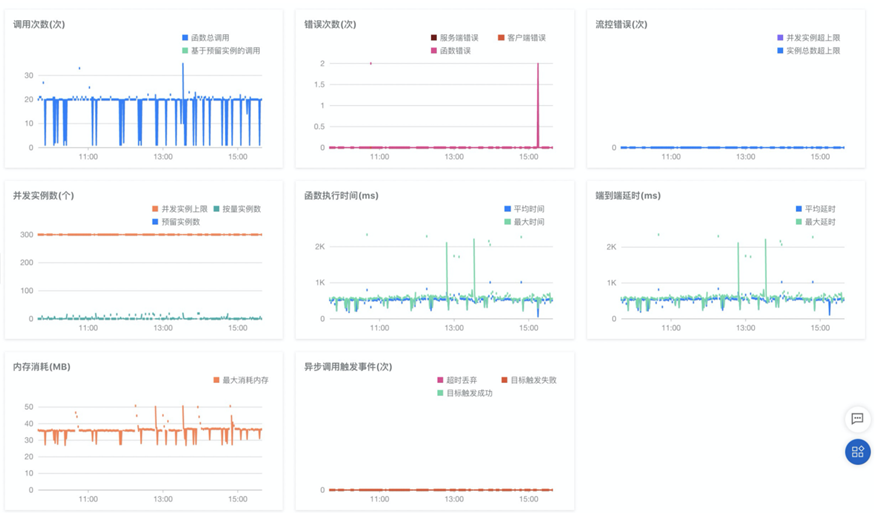 调用次数(次)
函数总调用
基于预留实例的调用
30
20
10
0
11:00 13:00 15:00
错误次数(次)
服务端错误 客户端错误
函数错误
2
1.5
1
0.5
0
11:00 13:00 15:00
流控错误(次)
并发实例超上限
实例总数超上限
0
11:00 13:00 15:00
并发实例数(个)
并发实例上限 按量实例数
预留实例数
300
200
100
0
11:00 13:00 15:00
函数执行时间(ms)
平均时间
最大时间
2K
1K
0
11:00 13:00 15:00
端到端延时(ms)
平均延时
最大延时
2K
1K
0
11:00 13:00 15:00
内存消耗(MB)
最大消耗内存
50
40
30
20
10
0
11:00 13:00 15:00
异步调用触发事件(次)
超时丢弃 目标触发失败
目标触发成功
0
11:00 13:00 15:00